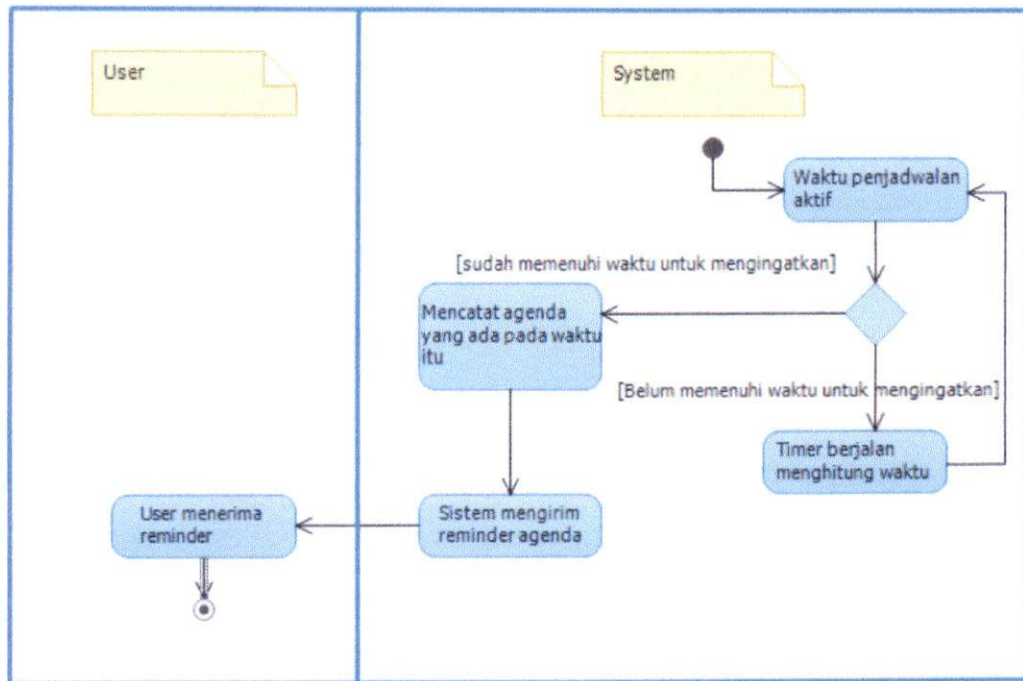 User
System
Waktu penjadwalan
aktif
[sudah memenuhi waktu untuk mengingatkan]
Mencatat agenda
yang ada pada waktu
itu
[Belum memenuhi waktu untuk mengingatkan]
Timer berjalan
menghitung waktu
User menerima
reminder
Sistem mengirim
reminder agenda